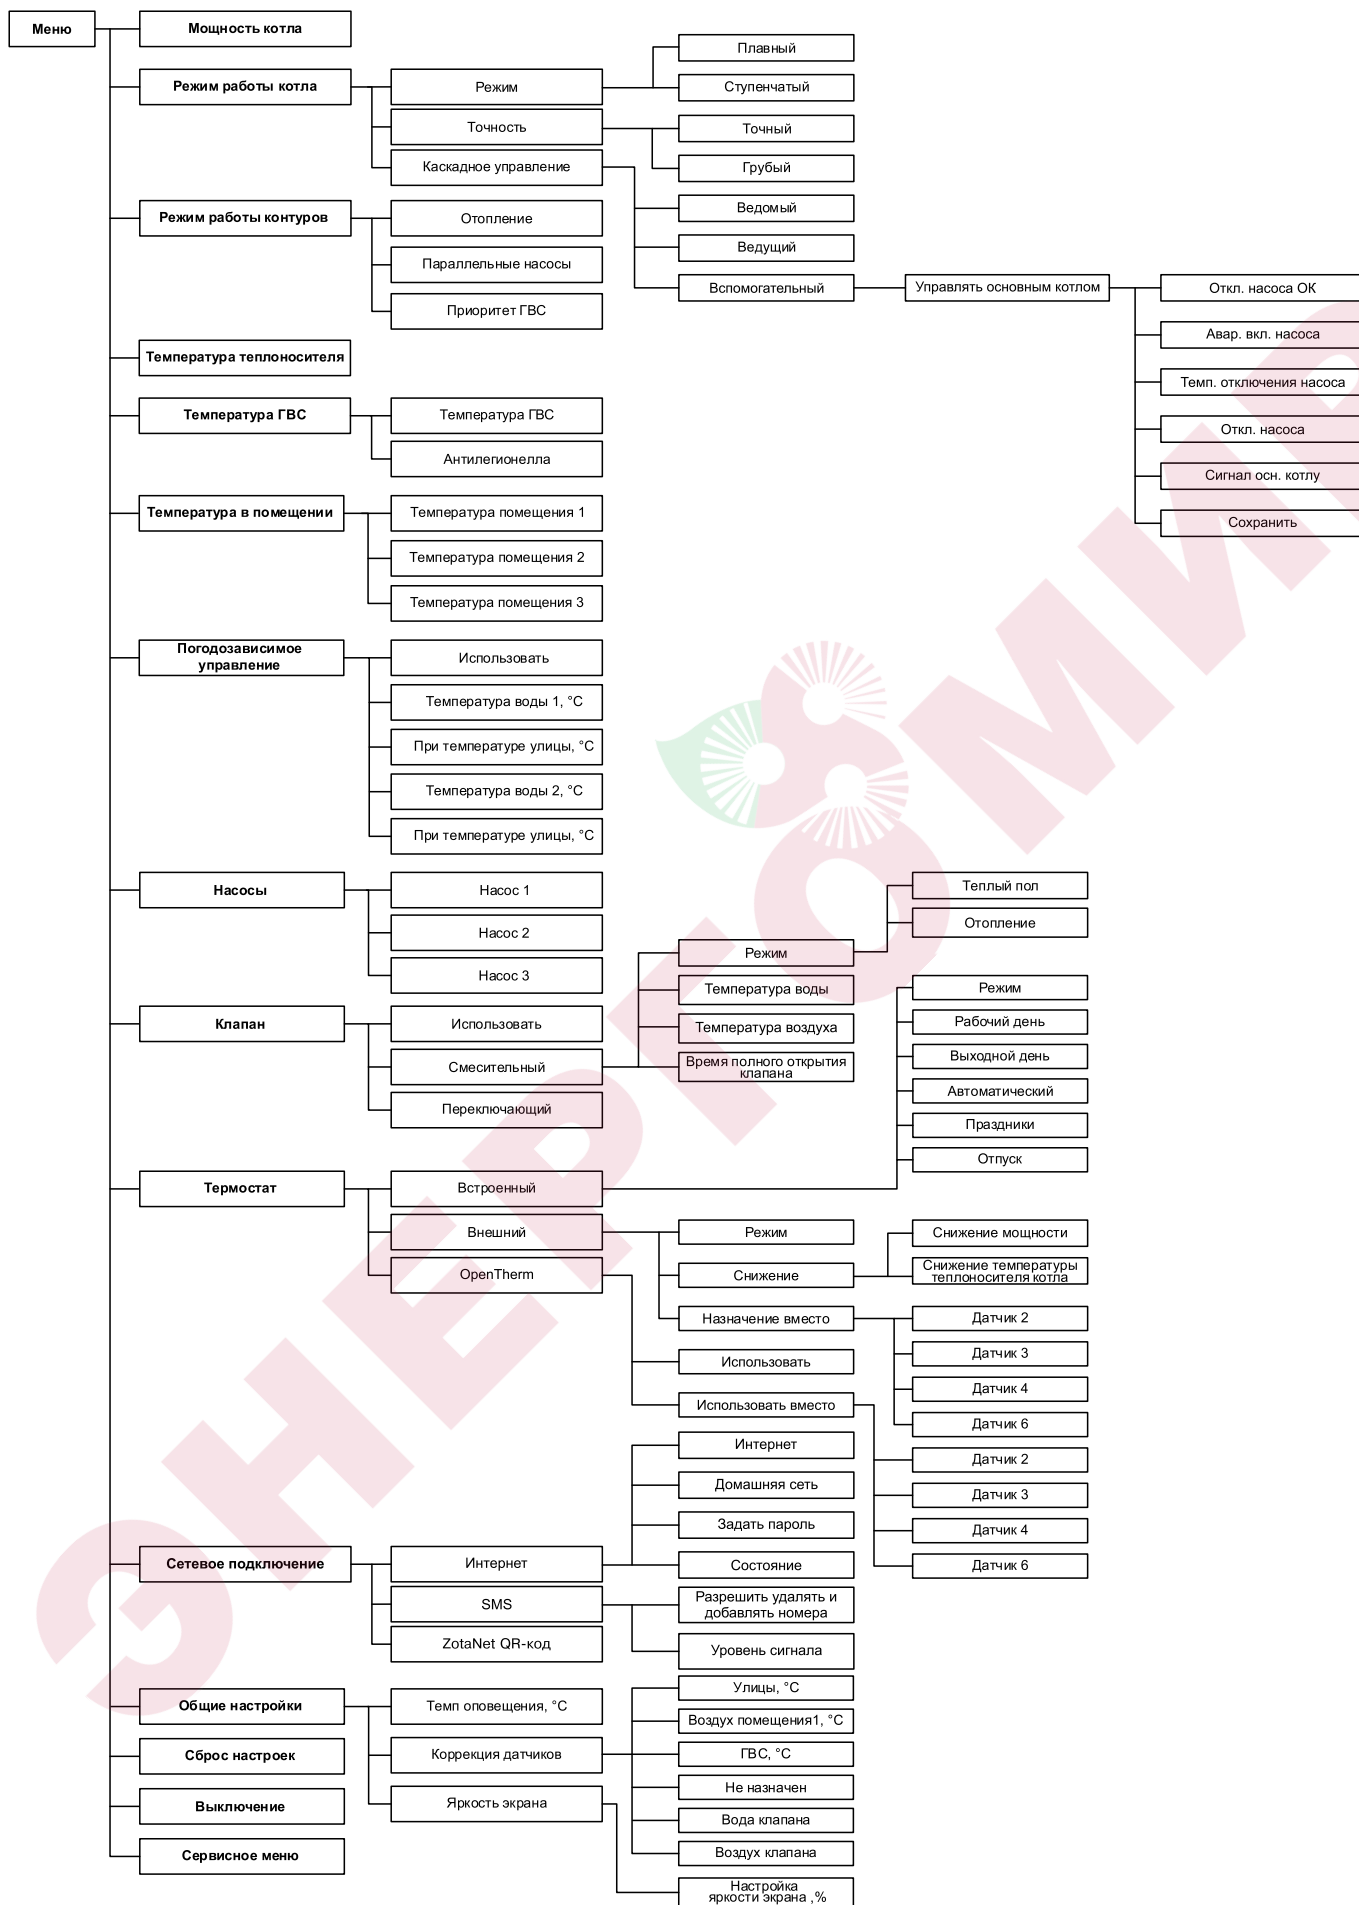 Меню
Мощность котла
Режим работы котла
Режим
Плавный
Ступенчатый
Точность
Точный
Грубый
Каскадное управление
Ведомый
Ведущий
Вспомогательный
Управлять основным котлом
Откл. насоса ОК
Авар. вкл. насоса
Темп. отключения насоса
Откл. насоса
Сигнал осн. котлу
Сохранить
Режим работы контуров
Отопление
Параллельные насосы
Приоритет ГВС
Температура теплоносителя
Температура ГВС
Температура ГВС
Антилегионелла
Температура в помещении
Температура помещения 1
Температура помещения 2
Температура помещения 3
Погодозависимое
управление
Использовать
Температура воды 1, °С
При температуре улицы, °С
Температура воды 2, °С
При температуре улицы, °С
Насосы
Насос 1
Насос 2
Насос 3
Клапан
Использовать
Смесительный
Режим
Теплый пол
Отопление
Температура воды
Температура воздуха
Время полного открытия
клапана
Переключающий
Термостат
Встроенный
Режим
Рабочий день
Выходной день
Автоматический
Праздники
Отпуск
Внешний
Режим
Снижение
Снижение мощности
Снижение температуры
теплоносителя котла
Назначение вместо
Датчик 2
Датчик 3
Датчик 4
Датчик 6
OpenTherm
Использовать
Использовать вместо
Датчик 2
Датчик 3
Датчик 4
Датчик 6
Сетевое подключение
Интернет
Интернет
Домашняя сеть
Задать пароль
Состояние
SMS
Разрешить удалять и
добавлять номера
Уровень сигнала
ZotaNet QR-код
Общие настройки
Темп оповещения, °С
Коррекция датчиков
Улицы, °С
Воздух помещения1, °С
ГВС, °С
Не назначен
Вода клапана
Воздух клапана
Яркость экрана
Настройка
яркости экрана ,%
Сброс настроек
Выключение
Сервисное меню
ЭНЕРГОМИР